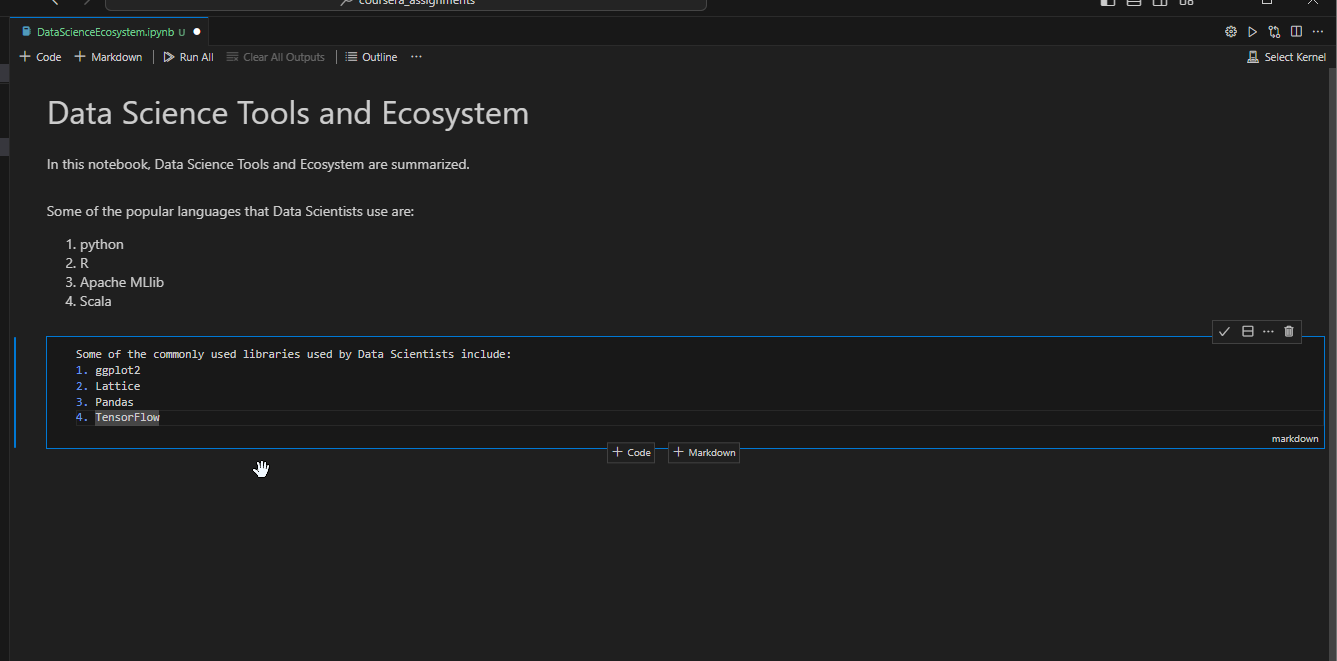 coursera_assignments
DataScienceEcosystem.ipynb U
Code Markdown Run All Clear All Outputs Outline ...
Select Kernel
Data Science Tools and Ecosystem
In this notebook, Data Science Tools and Ecosystem are summarized.
Some of the popular languages that Data Scientists use are:
1. python
2. R
3. Apache MLlib
4. Scala
Some of the commonly used libraries used by Data Scientists include:
1. ggplot2
2. Lattice
3. Pandas
4. TensorFlow
markdown
+ Code + Markdown